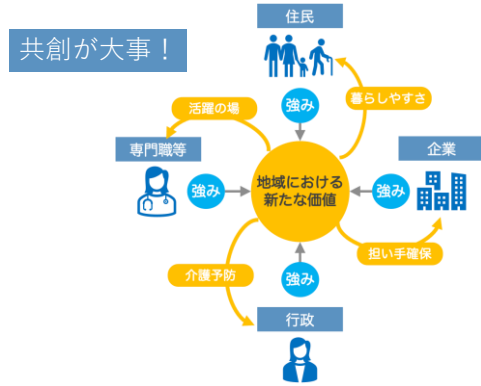 共創が大事！
住民
強み
暮らしやすさ
活躍の場
専門職等
強み
地域における
新たな価値
強み
企業
担い手確保
介護予防
強み
行政